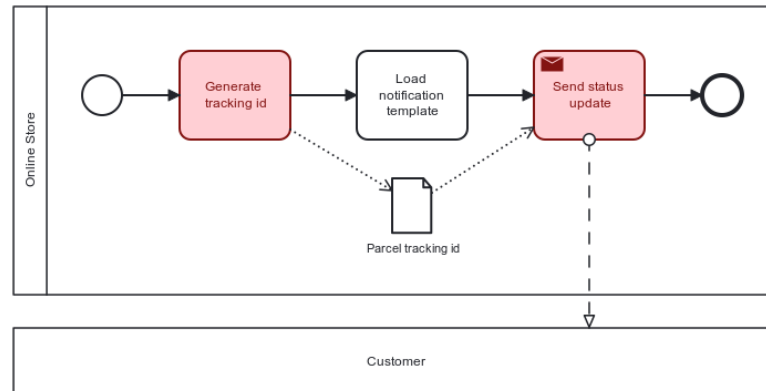 Online Store
Generate
tracking id
Load
notification
template
Send status
update
Parcel tracking id
Customer